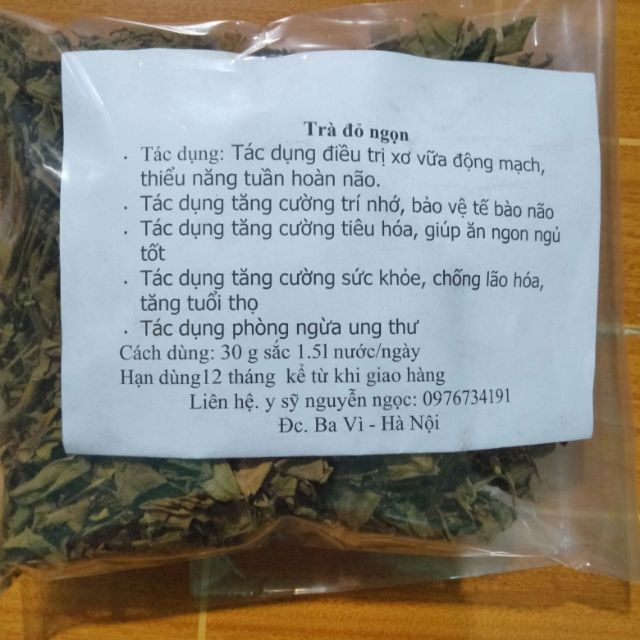 Trà đỏ ngọn
. Tác dụng: Tác dụng điều trị xơ vữa động mạch,
thiểu năng tuần hoàn não.
. Tác dụng tăng cường trí nhớ, bảo vệ tế bào não
. Tác dụng tăng cường tiêu hóa, giúp ăn ngon ngủ
tốt
. Tác dụng tăng cường sức khỏe, chống lão hóa,
tăng tuổi thọ
. Tác dụng phòng ngừa ung thư
Cách dùng: 30 g sắc 1.5l nước/ngày
Hạn dùng12 tháng kể từ khi giao hàng
Liên hệ. y sỹ nguyễn ngọc: 0976734191
Đc. Ba Vì - Hà Nội